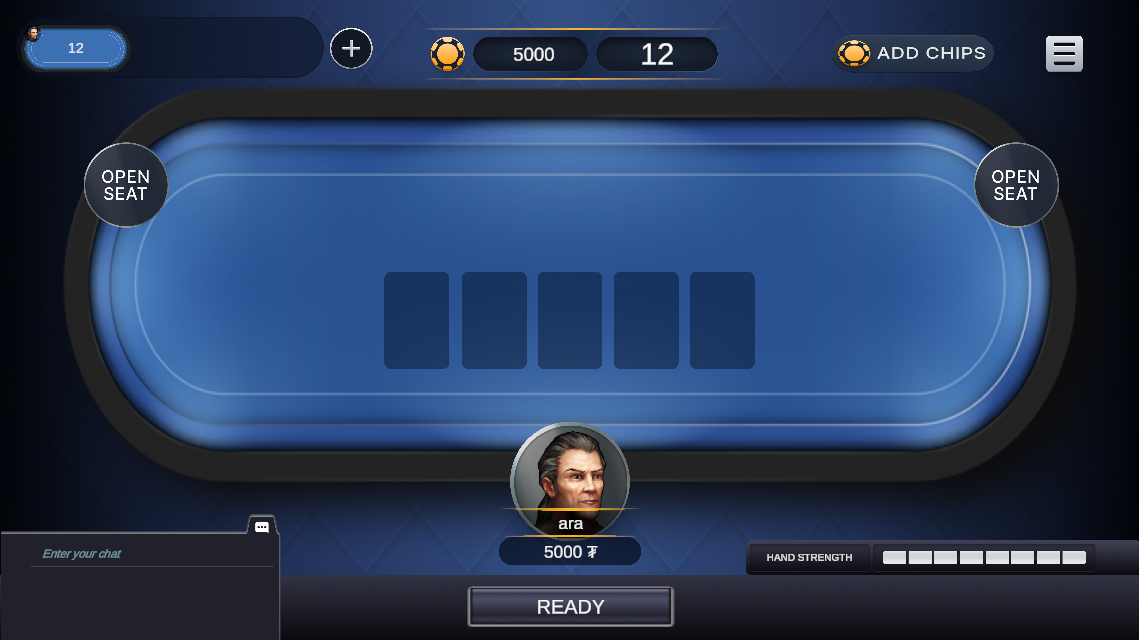 12
5000
12
ADD CHIPS
OPEN
SEAT
OPEN
SEAT
ara
5000 ₮
Enter your chat
HAND STRENGTH
READY